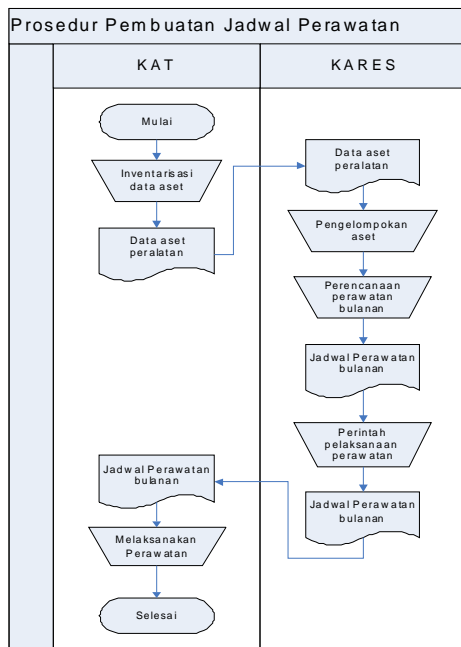 Prosedur Pembuatan Jadwal Perawatan
KAT
KARES
Mulai
Inventarisasi
data aset
Data aset
peralatan
Data aset
peralatan
Pengelompokan
aset
Perencanaan
perawatan
bulanan
Jadwal Perawatan
bulanan
Perintah
pelaksanaan
perawatan
Jadwal Perawatan
bulanan
Jadwal Perawatan
bulanan
Melaksanakan
Perawatan
Selesai